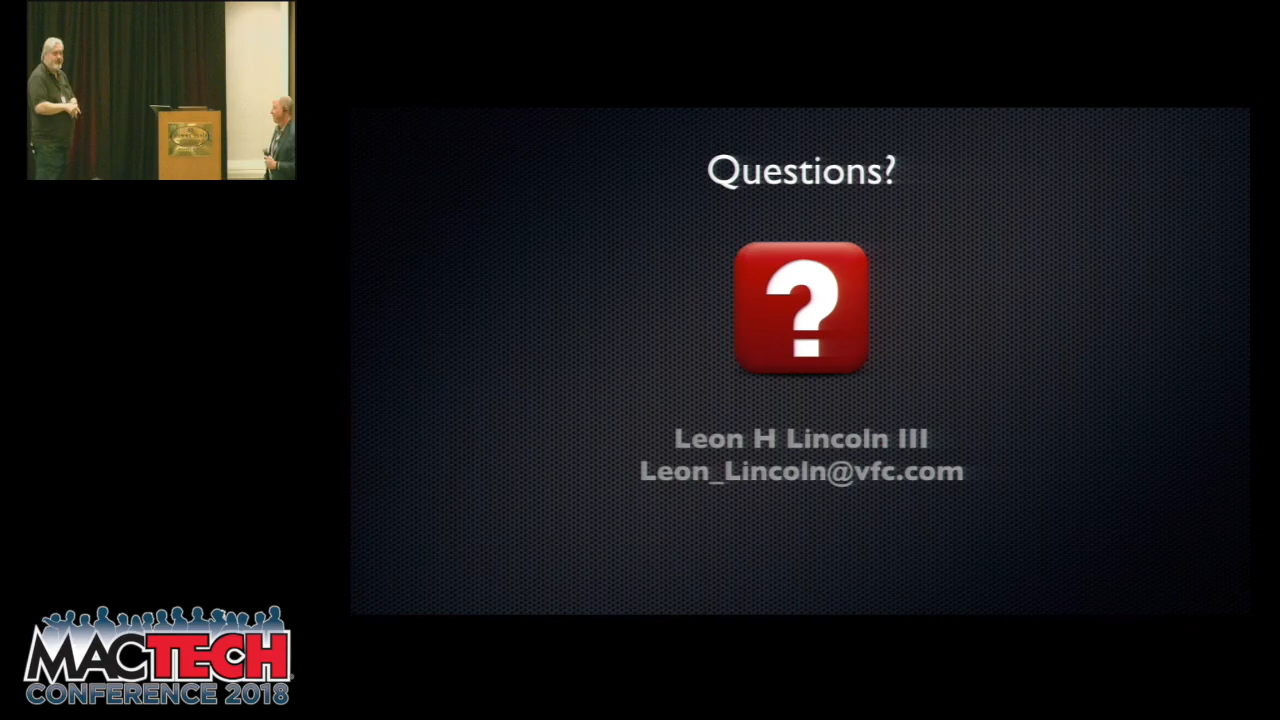 Questions?
?
Leon H Lincoln III
Leon_Lincoln@vfc.com
MACTECH
CONFERENCE 2018